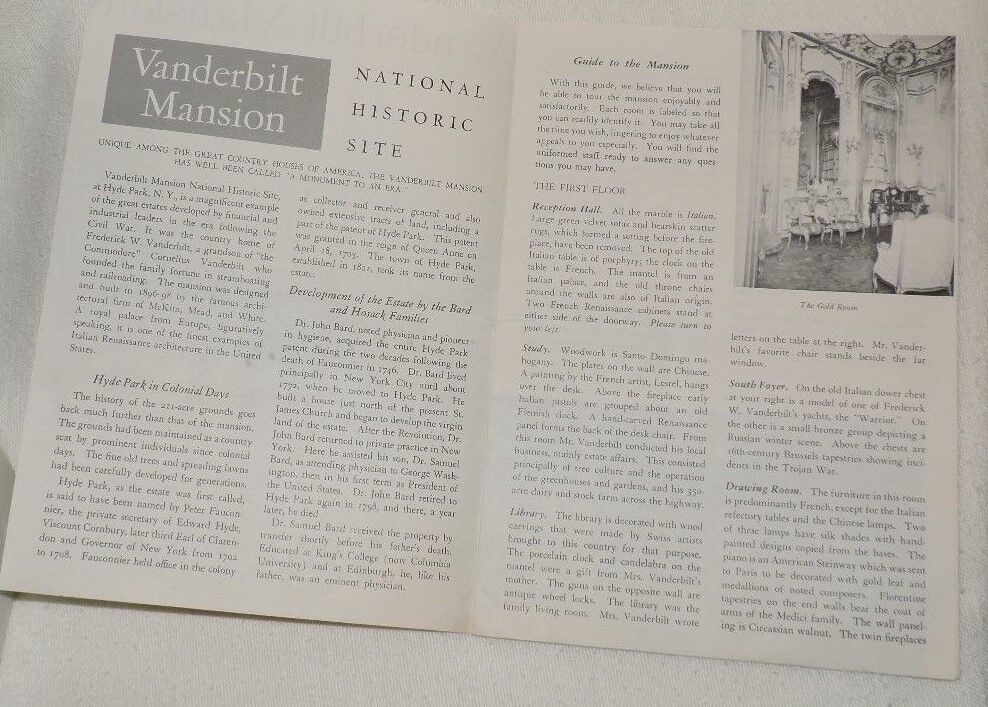 Vanderbilt
Mansion
NATIONAL
HISTORIC
SITE
UNIQUE AMONG THE GREAT COUNTRY HOUSES OF AMERICA, THE VANDERBILT MANSION
HAS WELL BEEN CALLED "A MONUMENT TO AN ERA."
Vanderbilt Mansion National Historic Site,
at Hyde Park, N. Y., is a magnificent example
of the great estates developed by financial and
industrial leaders in the era following the
Civil War. It was the country home of
Frederick W. Vanderbilt, a grandson of "the
Commodore" Cornelius Vanderbilt who
founded the family fortune in steamboating
and railroading. The mansion was designed
and built in 1896-98 by the famous archi-
tectural firm of McKim, Mead, and White.
A royal palace from Europe, figuratively
speaking, it is one of the finest examples of
Italian Renaissance architecture in the United
States.
Hyde Park in Colonial Days
The history of the 211-acre grounds goes
back much further than that of the mansion.
The grounds had been maintained as a country
seat by prominent individuals since colonial
days. The fine old trees and spreading lawns
had been carefully developed for generations.
Hyde Park, as the estate was first called,
is said to have been named by Peter Faucon-
nier, the private secretary of Edward Hyde,
Viscount Cornbury, later third Earl of Claren-
don and Governor of New York from 1702
to 1708. Fauconnier held office in the colony
as collector and receiver general and also
owned extensive tracts of land, including a
part of the patent of Hyde Park. This patent
was granted in the reign of Queen Anne on
April 18, 1705. The town of Hyde Park,
established in 1821, took its name from the
estate.
Development of the Estate by the Bard
and Hosack Families
Dr. John Bard, noted physician and pioneer
in hygiene, acquired the entire Hyde Park
patent during the two decades following the
death of Fauconnier in 1746. Dr. Bard lived
principally in New York City until about
1772, when he moved to Hyde Park. He
built a house just north of the present St.
James Church and began to develop the virgin
land of the estate. After the Revolution, Dr.
John Bard returned to private practice in New
York. Here he assisted his son, Dr. Samuel
Bard, as attending physician to George Wash-
ington, then in his first term as President of
the United States. Dr. John Bard retired to
Hyde Park again in 1798, and there, a year
later, he died.
Dr. Samuel Bard received the property by
transfer shortly before his father's death.
Educated at King's College (now Columbia
University) and at Edinburgh, he, like his
father, was an eminent physician.
Guide to the Mansion
With this guide, we believe that you will
be able to tour the mansion enjoyably and
satisfactorily. Each room is labeled so that
you can readily identify it. You may take all
the time you wish, lingering to enjoy whatever
appeals to you especially. You will find the
uniformed staff ready to answer any ques-
tions you may have.
THE FIRST FLOOR
Reception Hall. All the marble is Italian.
Large green velvet sofas and bearskin scatter
rugs, which formed a setting before the fire-
place, have been removed. The top of the old
Italian table is of porphyry; the clock on the
table is French. The mantel is from an
Italian palace, and the old throne chairs
around the walls are also of Italian origin.
Two French Renaissance cabinets stand at
either side of the doorway. Please turn to
your left.
Study. Woodwork is Santo Domingo ma-
hogany. The plates on the wall are Chinese.
A painting by the French artist, Lesrel, hangs
over the desk. Above the fireplace early
Italian pistols are grouped about an old
Flemish clock. A hand-carved Renaissance
panel forms the back of the desk chair. From
this room Mr. Vanderbilt conducted his local
business, mainly estate affairs. This consisted
principally of tree culture and the operation
of the greenhouses and gardens, and his 350-
acre dairy and stock farm across the highway.
Library. The library is decorated with wood
carvings that were made by Swiss artists
brought to this country for that purpose.
The porcelain clock and candelabra on the
mantel were a gift from Mrs. Vanderbilt's
mother. The guns on the opposite wall are
antique wheel locks. The library was the
family living room. Mrs. Vanderbilt wrote
The Gold Room
letters on the table at the right. Mr. Vander-
bilt's favorite chair stands beside the far
window.
South Foyer. On the old Italian dower chest
at your right is a model of one of Frederick
W. Vanderbilt's yachts, the "Warrior." On
the other is a small bronze group depicting a
Russian winter scene. Above the chests are
16th-century Brussels tapestries showing inci-
dents in the Trojan War.
Drawing Room. The furniture in this room
is predominantly French, except for the Italian
refectory tables and the Chinese lamps. Two
of these lamps have silk shades with hand-
painted designs copied from the bases. The
piano is an American Steinway which was sent
to Paris to be decorated with gold leaf and
medallions of noted composers. Florentine
tapestries on the end walls bear the coat of
arms of the Medici family. The wall panel-
ing is Circassian walnut. The twin fireplaces